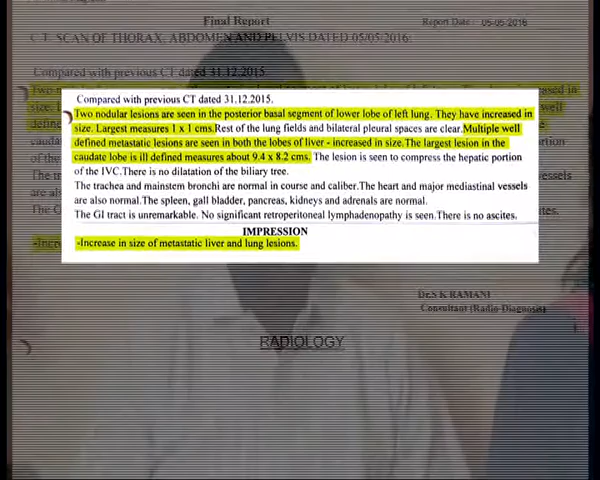 Final Report
Report Date : 05-05-2016
C.T. SCAN OF THORAX, ABDOMEN AND PELVIS DATED 05/05/2016:
Compared with previous CT dated 31.12.2015.
Compared with previous CT dated 31.12.2015.
Two nodular lesions are seen in the posterior basal segment of lower lobe of left lung. They have increased in
size. Largest measures 1 x 1 cms.Rest of the lung fields and bilateral pleural spaces are clear.Multiple well
defined metastatic lesions are seen in both the lobes of liver - increased in size.The largest lesion in the
caudate lobe is ill defined measures about 9.4 x 8.2 cms. The lesion is seen to compress the hepatic portion
of the IVC.There is no dilatation of the biliary tree.
The trachea and mainstem bronchi are normal in course and caliber.The heart and major mediastinal vessels
are also normal.The spleen, gall bladder, pancreas, kidneys and adrenals are normal.
The GI tract is unremarkable. No significant retroperitoneal lymphadenopathy is seen.There is no ascites.
IMPRESSION
-Increase in size of metastatic liver and lung lesions.
Dr.S K RAMANI
Consultant (Radio-Diagnosis)
RADIOLOGY